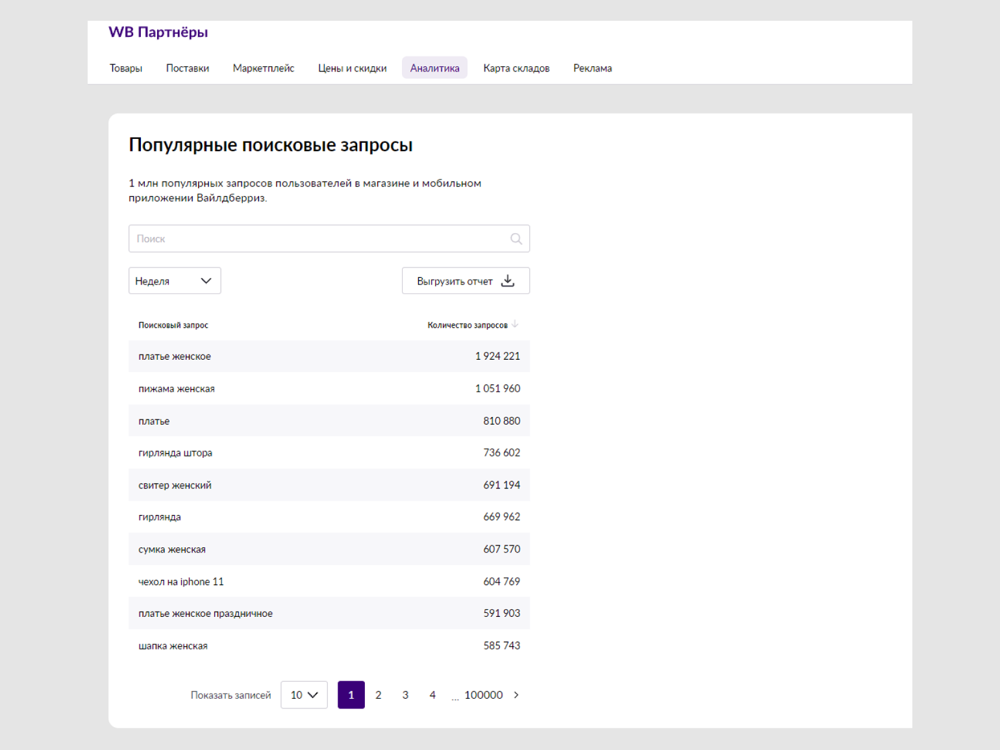 WB Партнёры
Товары Поставки Маркетплейс Цены и скидки Аналитика Карта складов Реклама
Популярные поисковые запросы
1 млн популярных запросов пользователей в магазине и мобильном
приложении Вайлдберриз.
Поиск
Неделя Выгрузить отчет
Поисковый запрос Количество запросов
платье женское 1 924 221
пижама женская 1 051 960
платье 810 880
гирлянда штора 736 602
свитер женский 691 194
гирлянда 669 962
сумка женская 607 570
чехол на iphone 11 604 769
платье женское праздничное 591 903
шапка женская 585 743
Показать записей 10 1 2 3 4 ... 100000